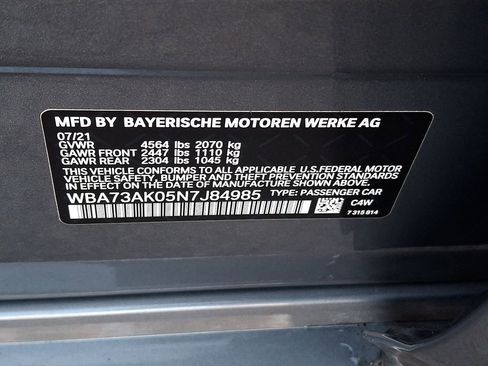 MFD BY BAYERISCHE MOTOREN WERKE AG
07/21
GVWR 4564 lbs 2070 kg
GAWR FRONT 2447 lbs 1110 kg
GAWR REAR 2304 lbs 1045 kg
THIS VEHICLE CONFORMS TO ALL APPLICABLE U.S.FEDERAL MOTOR
VEHICLE SAFETY, BUMPER AND THEFT PREVENTION STANDARDS
IN EFFECT ON THE DATE OF MANUFACTURE SHOWN ABOVE.
WBA73AK05N7J84985 TYPE: PASSENGER CAR
C4W
7 315 814